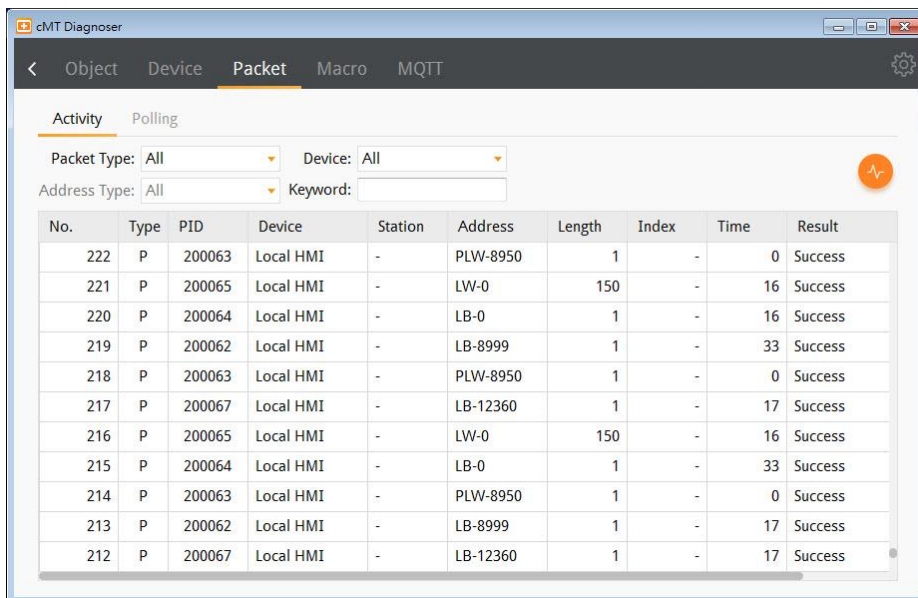 cMT Diagnoser
Object Device Packet Macro MQTT
Activity Polling
Packet Type: All Device: All
Address Type: All Keyword:
No. Type PID Device Station Address Length Index Time Result
222 P 200063 Local HMI - PLW-8950 1 - 0 Success
221 P 200065 Local HMI - LW-0 150 - 16 Success
220 P 200064 Local HMI - LB-0 1 - 16 Success
219 P 200062 Local HMI - LB-8999 1 - 33 Success
218 P 200063 Local HMI - PLW-8950 1 - 0 Success
217 P 200067 Local HMI - LB-12360 1 - 17 Success
216 P 200065 Local HMI - LW-0 150 - 16 Success
215 P 200064 Local HMI - LB-0 1 - 33 Success
214 P 200063 Local HMI - PLW-8950 1 - 0 Success
213 P 200062 Local HMI - LB-8999 1 - 17 Success
212 P 200067 Local HMI - LB-12360 1 - 17 Success